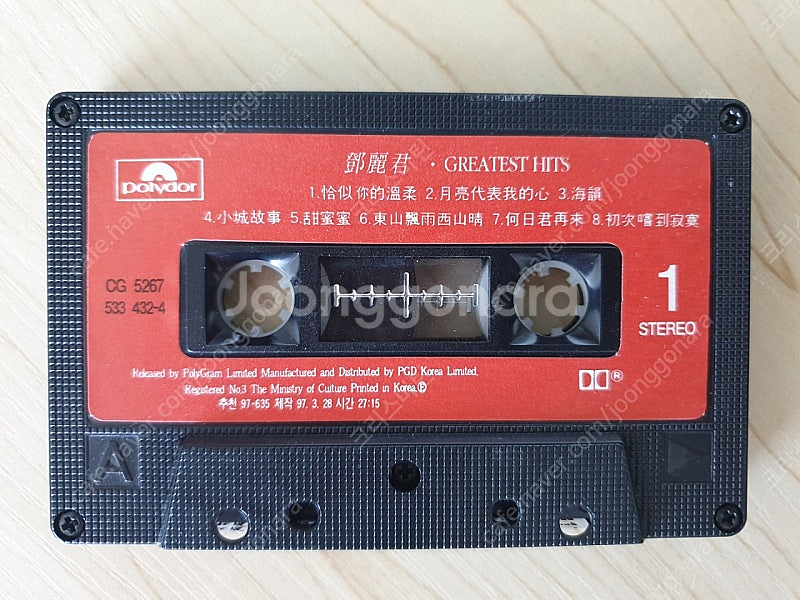 polydor
鄧麗君 · GREATEST HITS
1.恰似你的溫柔 2.月亮代表我的心 3.海韻
4.小城故事 5.甜蜜蜜 6.東山飄雨西山晴 7.何日君再來 8.初次嚐到寂寞
CG 5267
533 432-4
1
STEREO
Joonggonara
Released by PolyGram Limited Manufactured and Distributed by PGD Korea Limited.
Registered No.3 The Ministry of Culture Printed in Korea.Ⓟ
추천 97-635 제작 97. 3. 28 시간 27:15
A
cafe.naver.com/joonggonara